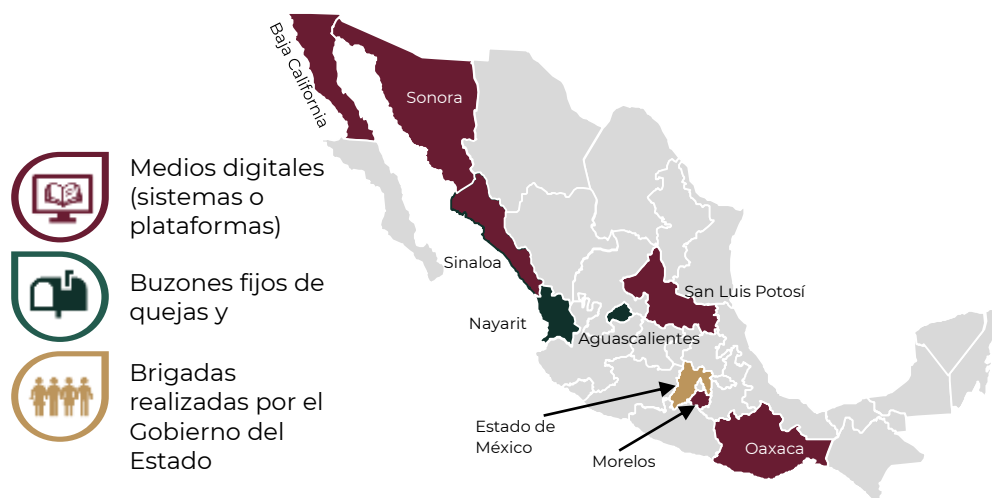 Medios digitales
(sistemas o
plataformas)
Buzones fijos de
quejas y
Brigadas
realizadas por el
Gobierno del
Estado
Baja California
Sonora
Sinaloa
San Luis Potosí
Nayarit
Aguascalientes
Estado de
México
Morelos
Oaxaca